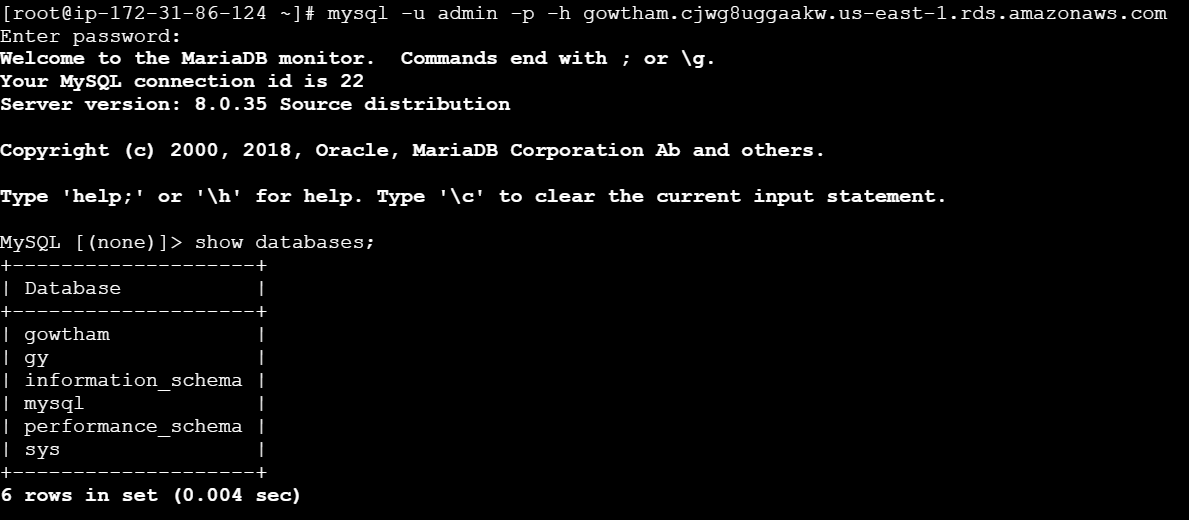 [root@ip-172-31-86-124 ~]# mysql -u admin -p -h gowtham.cjwg8uggaakw.us-east-1.rds.amazonaws.com
Enter password:
Welcome to the MariaDB monitor.  Commands end with ; or \g.
Your MySQL connection id is 22
Server version: 8.0.35 Source distribution

Copyright (c) 2000, 2018, Oracle, MariaDB Corporation Ab and others.

Type 'help;' or '\h' for help. Type '\c' to clear the current input statement.

MySQL [(none)]> show databases;
+--------------------+
| Database           |
+--------------------+
| gowtham            |
| gy                 |
| information_schema |
| mysql              |
| performance_schema |
| sys                |
+--------------------+
6 rows in set (0.004 sec)